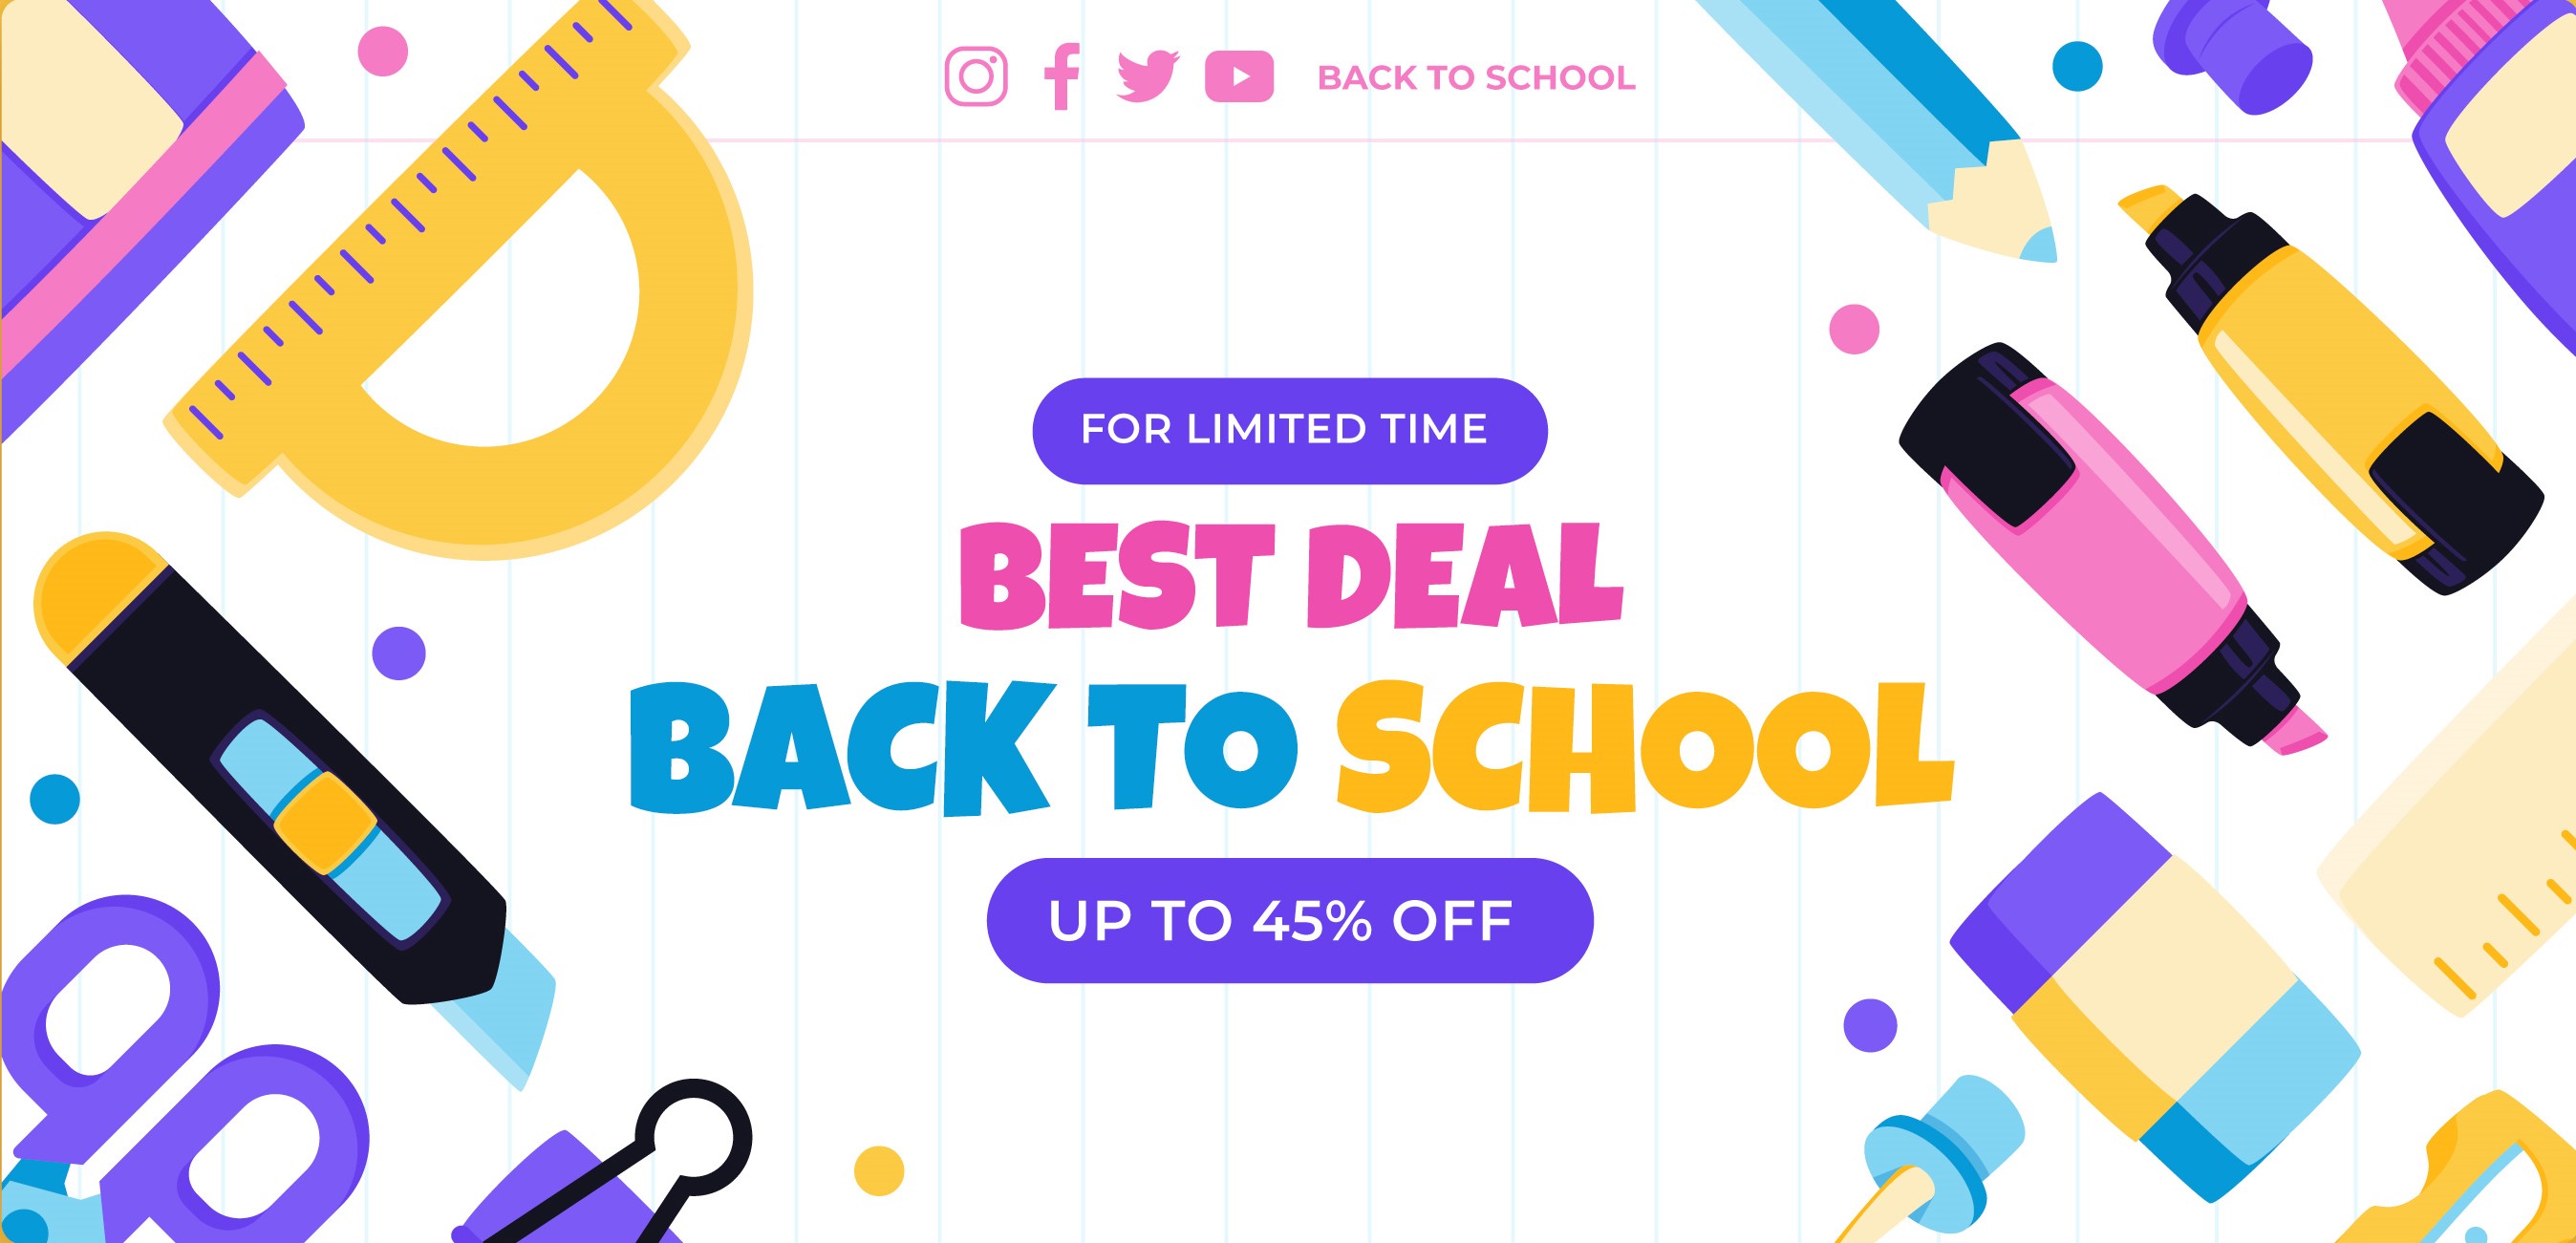 BACK TO SCHOOL
FOR LIMITED TIME
BEST DEAL
BACK TO SCHOOL
UP TO 45% OFF